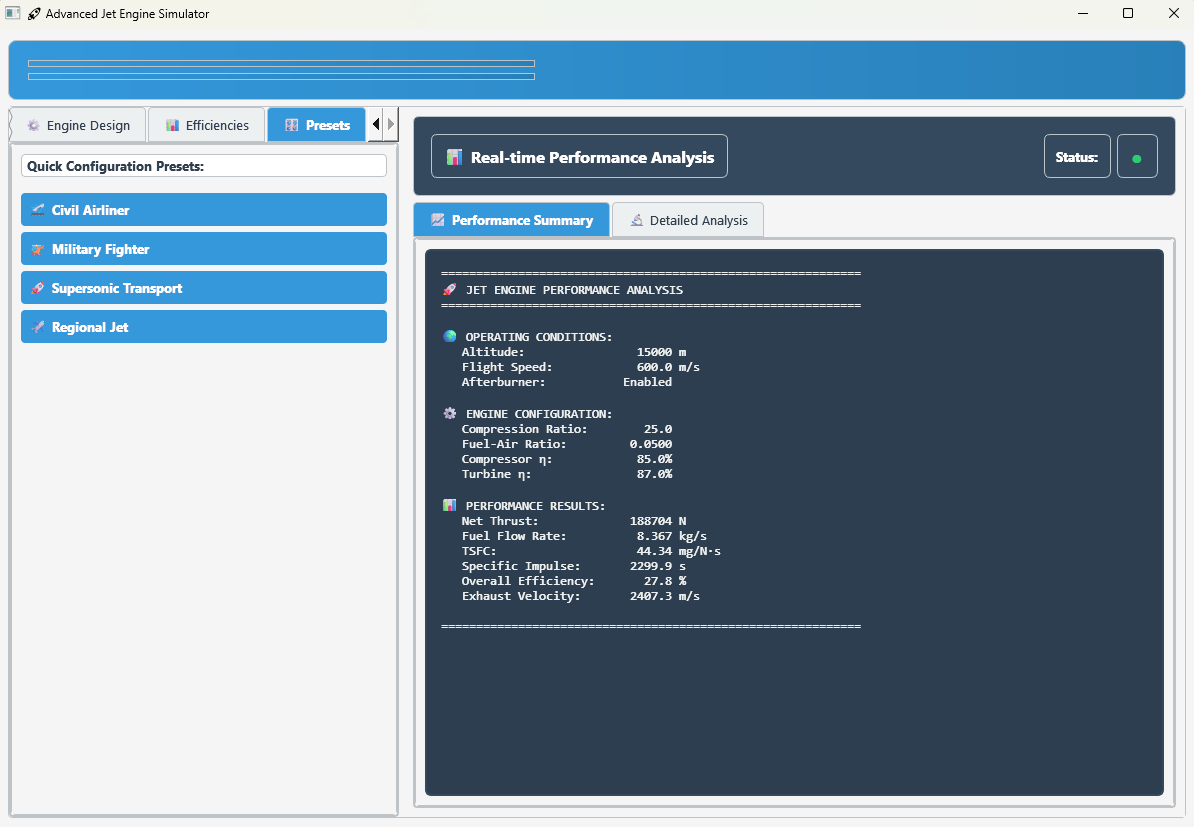 Advanced Jet Engine Simulator
Engine Design
Efficiencies
Presets
Quick Configuration Presets:
Civil Airliner
Military Fighter
Supersonic Transport
Regional Jet
Real-time Performance Analysis
Status:
Performance Summary
Detailed Analysis
============================================================
JET ENGINE PERFORMANCE ANALYSIS
============================================================
OPERATING CONDITIONS:
Altitude: 15000 m
Flight Speed: 600.0 m/s
Afterburner: Enabled
ENGINE CONFIGURATION:
Compression Ratio: 25.0
Fuel-Air Ratio: 0.0500
Compressor η: 85.0%
Turbine η: 87.0%
PERFORMANCE RESULTS:
Net Thrust: 188704 N
Fuel Flow Rate: 8.367 kg/s
TSFC: 44.34 mg/N·s
Specific Impulse: 2299.9 s
Overall Efficiency: 27.8 %
Exhaust Velocity: 2407.3 m/s
============================================================